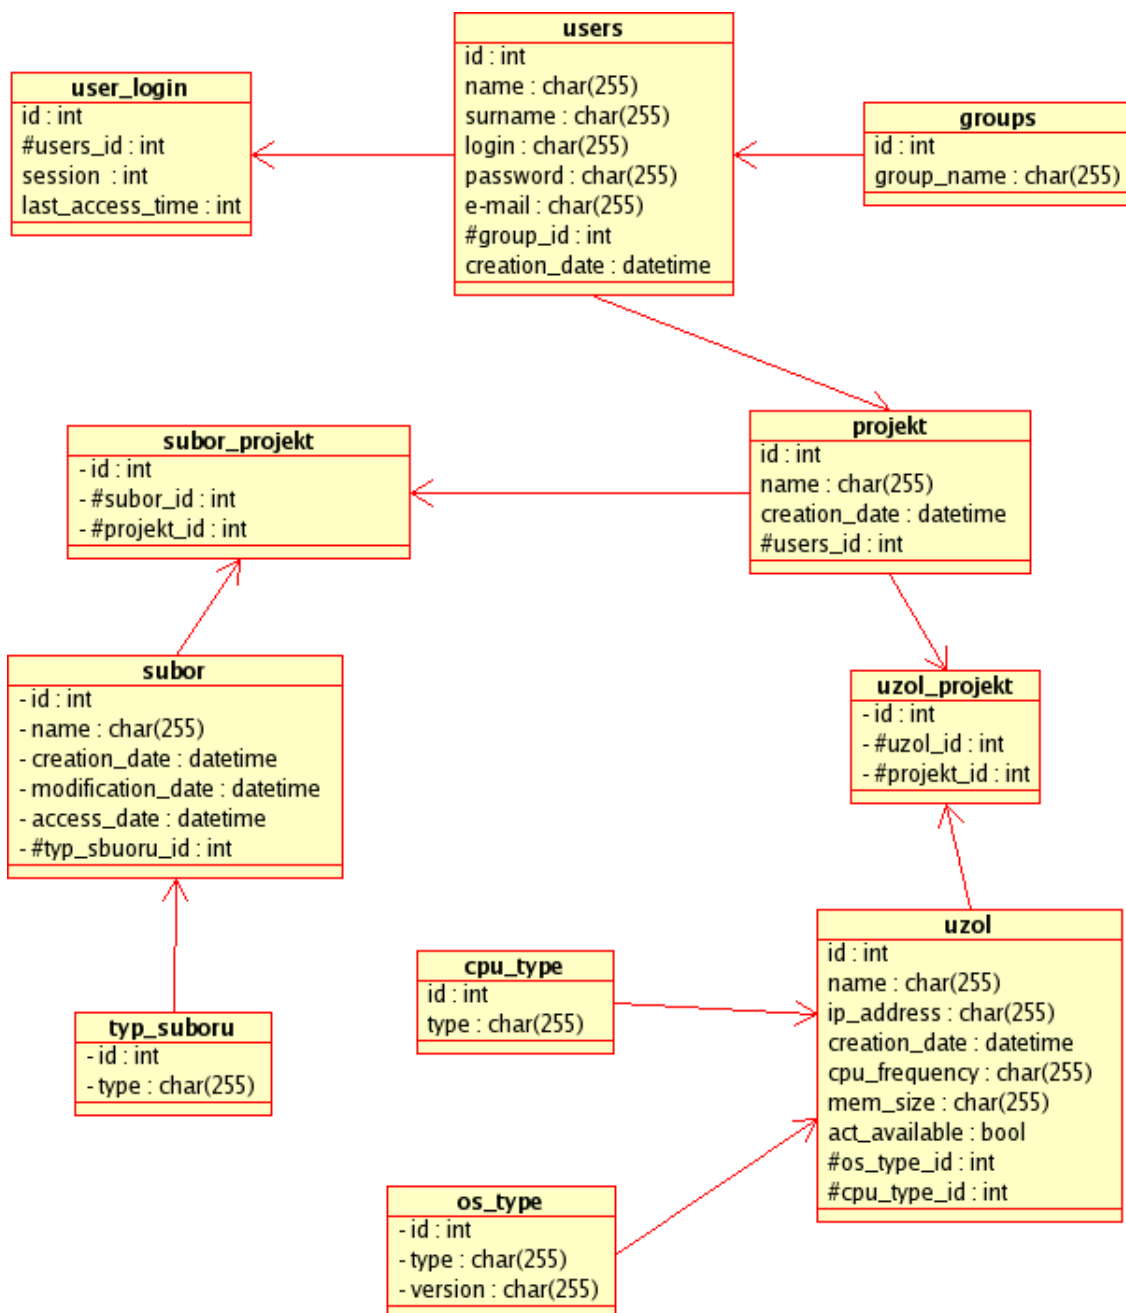 users
id : int
name : char(255)
surname : char(255)
login : char(255)
password : char(255)
e-mail : char(255)
#group_id : int
creation_date : datetime
user_login
id : int
#users_id : int
session : int
last_access_time : int
groups
id : int
group_name : char(255)
projekt
id : int
name : char(255)
creation_date : datetime
#users_id : int
subor_projekt
- id : int
- #subor_id : int
- #projekt_id : int
subor
- id : int
- name : char(255)
- creation_date : datetime
- modification_date : datetime
- access_date : datetime
- #typ_sbuoru_id : int
uzol_projekt
- id : int
- #uzol_id : int
- #projekt_id : int
uzol
id : int
name : char(255)
ip_address : char(255)
creation_date : datetime
cpu_frequency : char(255)
mem_size : char(255)
act_available : bool
#os_type_id : int
#cpu_type_id : int
cpu_type
id : int
type : char(255)
typ_suboru
- id : int
- type : char(255)
os_type
- id : int
- type : char(255)
- version : char(255)